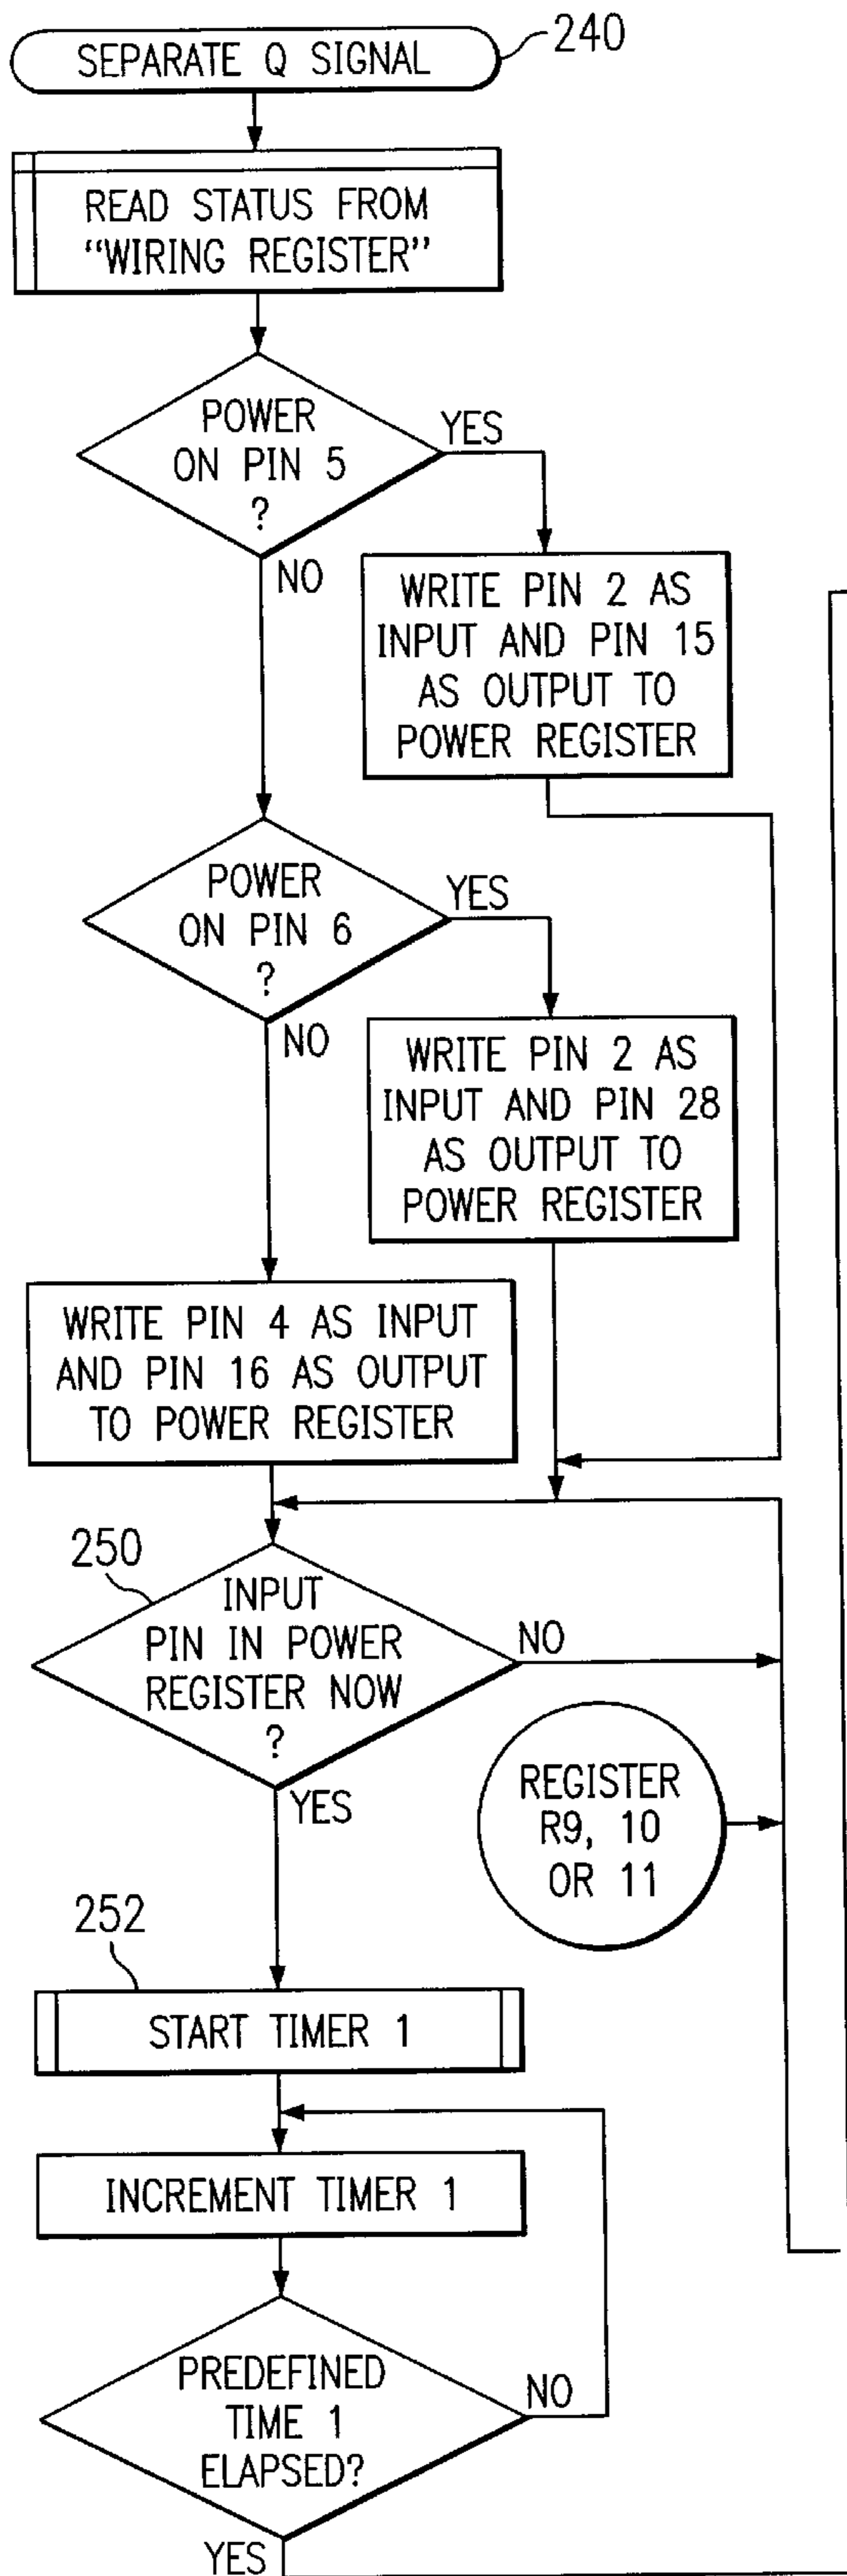 SEPARATE Q SIGNAL
240
READ STATUS FROM
“WIRING REGISTER”
POWER
ON PIN 5
?
YES
NO
WRITE PIN 2 AS
INPUT AND PIN 15
AS OUTPUT TO
POWER REGISTER
POWER
ON PIN 6
?
YES
NO
WRITE PIN 2 AS
INPUT AND PIN 28
AS OUTPUT TO
POWER REGISTER
WRITE PIN 4 AS INPUT
AND PIN 16 AS OUTPUT
TO POWER REGISTER
250
INPUT
PIN IN POWER
REGISTER NOW
?
NO
YES
REGISTER
R9, 10
OR 11
252
START TIMER 1
INCREMENT TIMER 1
PREDEFINED
TIME 1
ELAPSED?
NO
YES